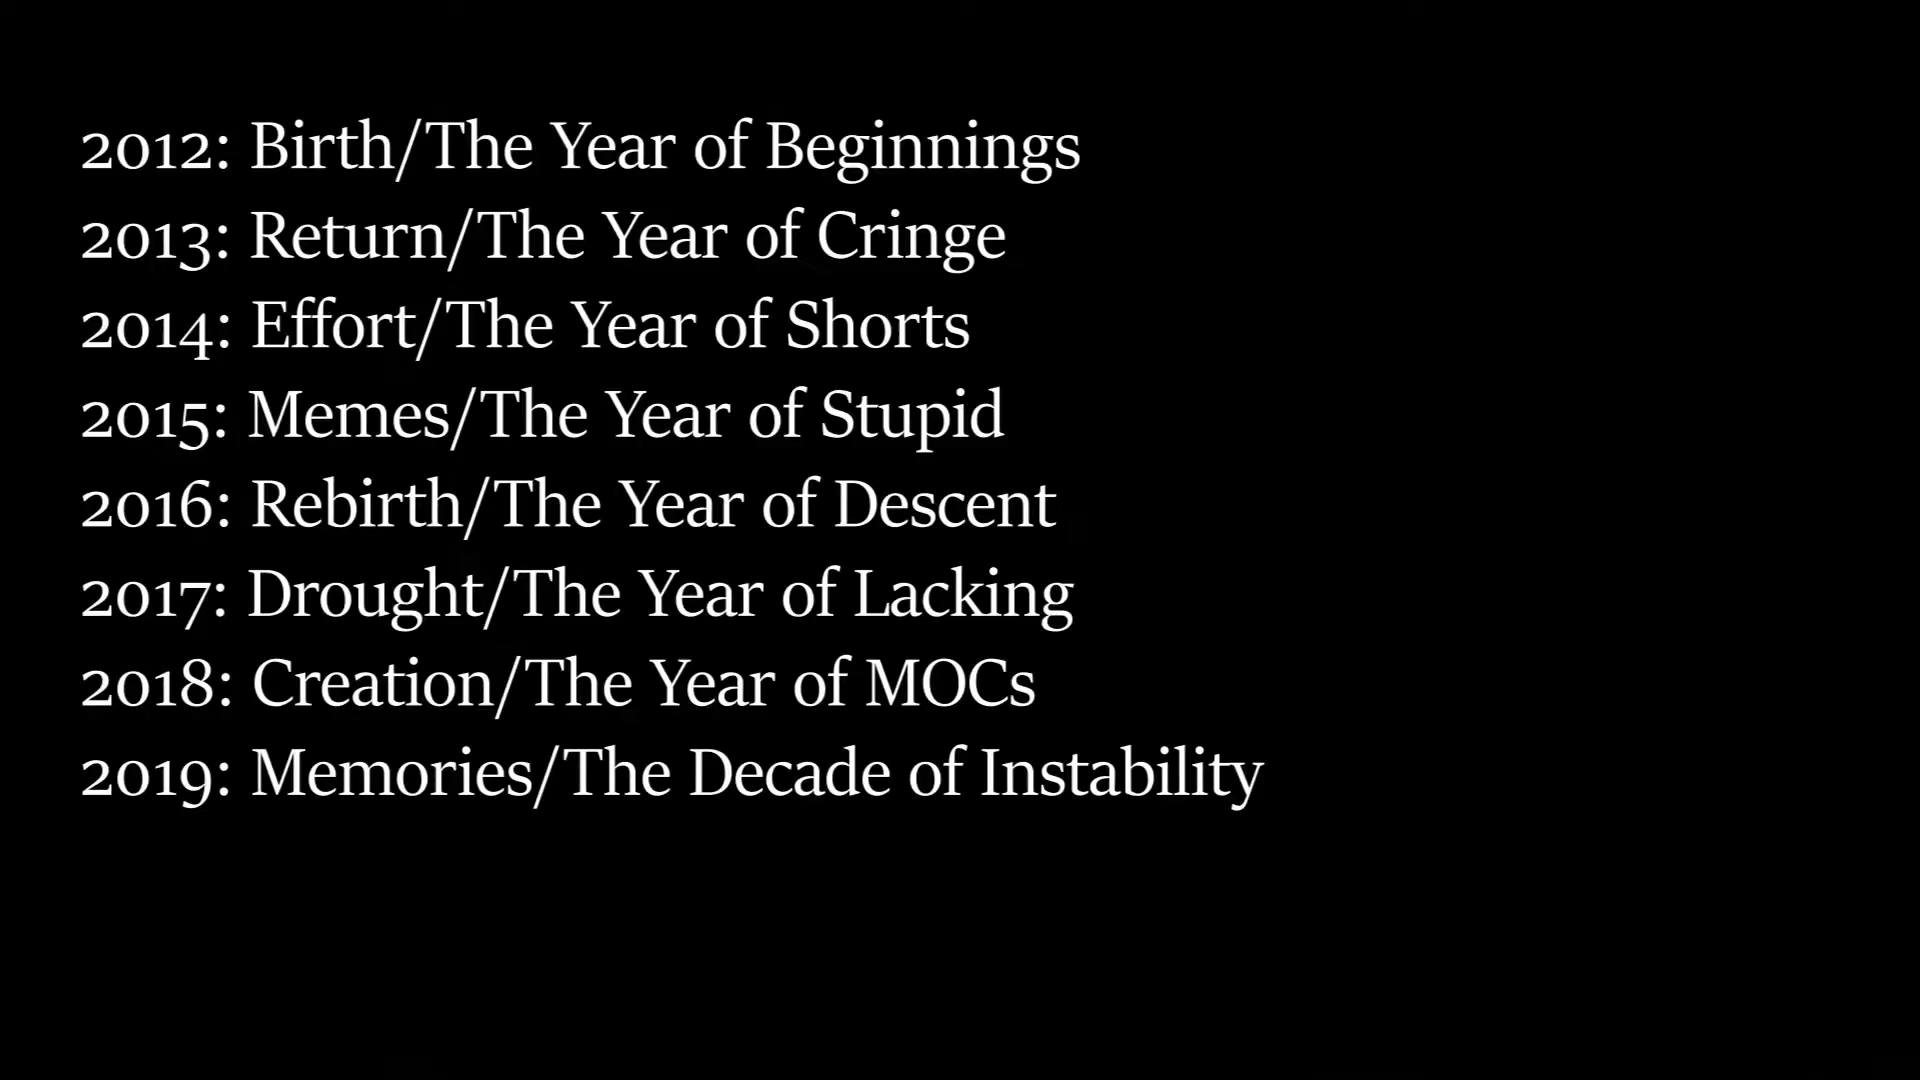 2012: Birth/The Year of Beginnings
2013: Return/The Year of Cringe
2014: Effort/The Year of Shorts
2015: Memes/The Year of Stupid
2016: Rebirth/The Year of Descent
2017: Drought/The Year of Lacking
2018: Creation/The Year of MOCs
2019: Memories/The Decade of Instability